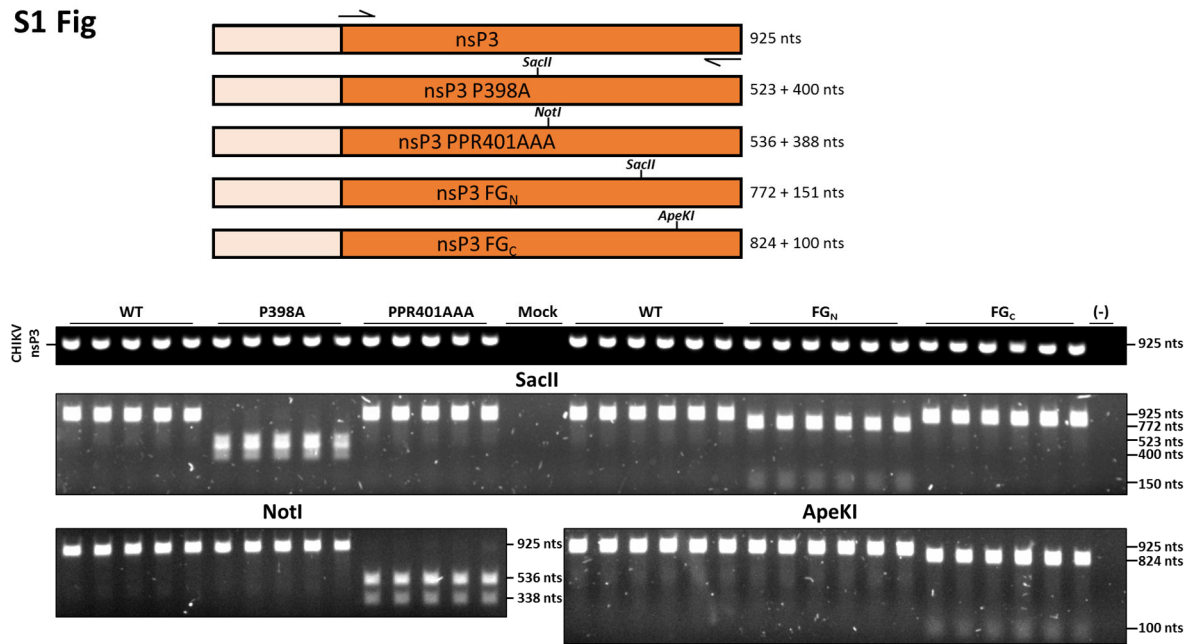 S1 Fig
nsP3 925 nts
SacII
nsP3 P398A 523 + 400 nts
NotI
nsP3 PPR401AAA 536 + 388 nts
SacII
nsP3 FGN 772 + 151 nts
ApeKI
nsP3 FGC 824 + 100 nts
WT P398A PPR401AAA Mock WT FGN FGC (-)
CHIKV
nsP3
925 nts
SacII
925 nts
772 nts
523 nts
400 nts
150 nts
NotI
925 nts
536 nts
338 nts
ApeKI
925 nts
824 nts
100 nts